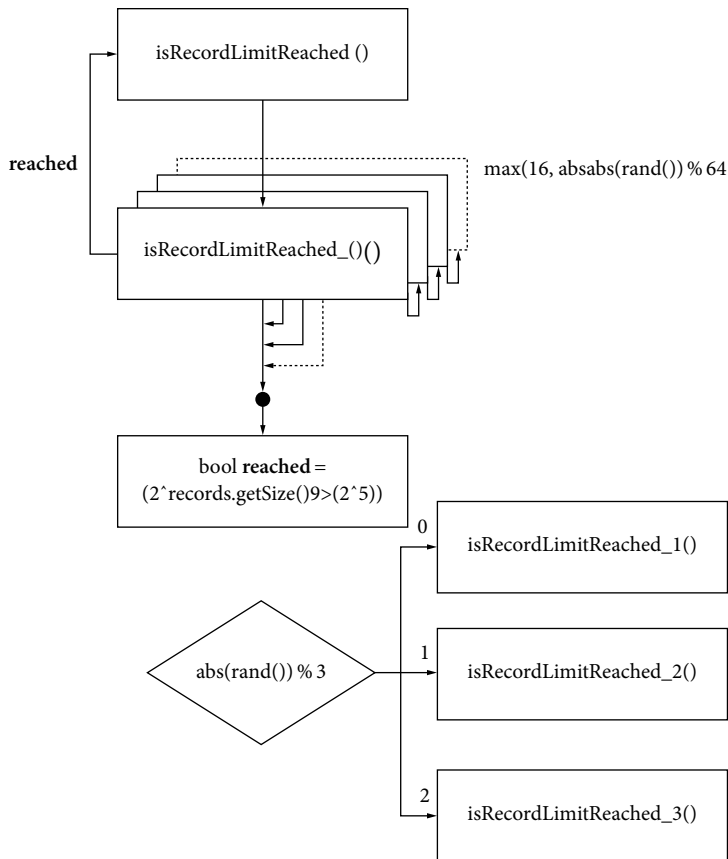 isRecordLimitReached ()
reached
max(16, absabs(rand()) % 64
isRecordLimitReached_()()
bool reached =
(2^records.getSize()9>(2^5))
0
isRecordLimitReached_1()
abs(rand()) % 3
1
isRecordLimitReached_2()
2
isRecordLimitReached_3()